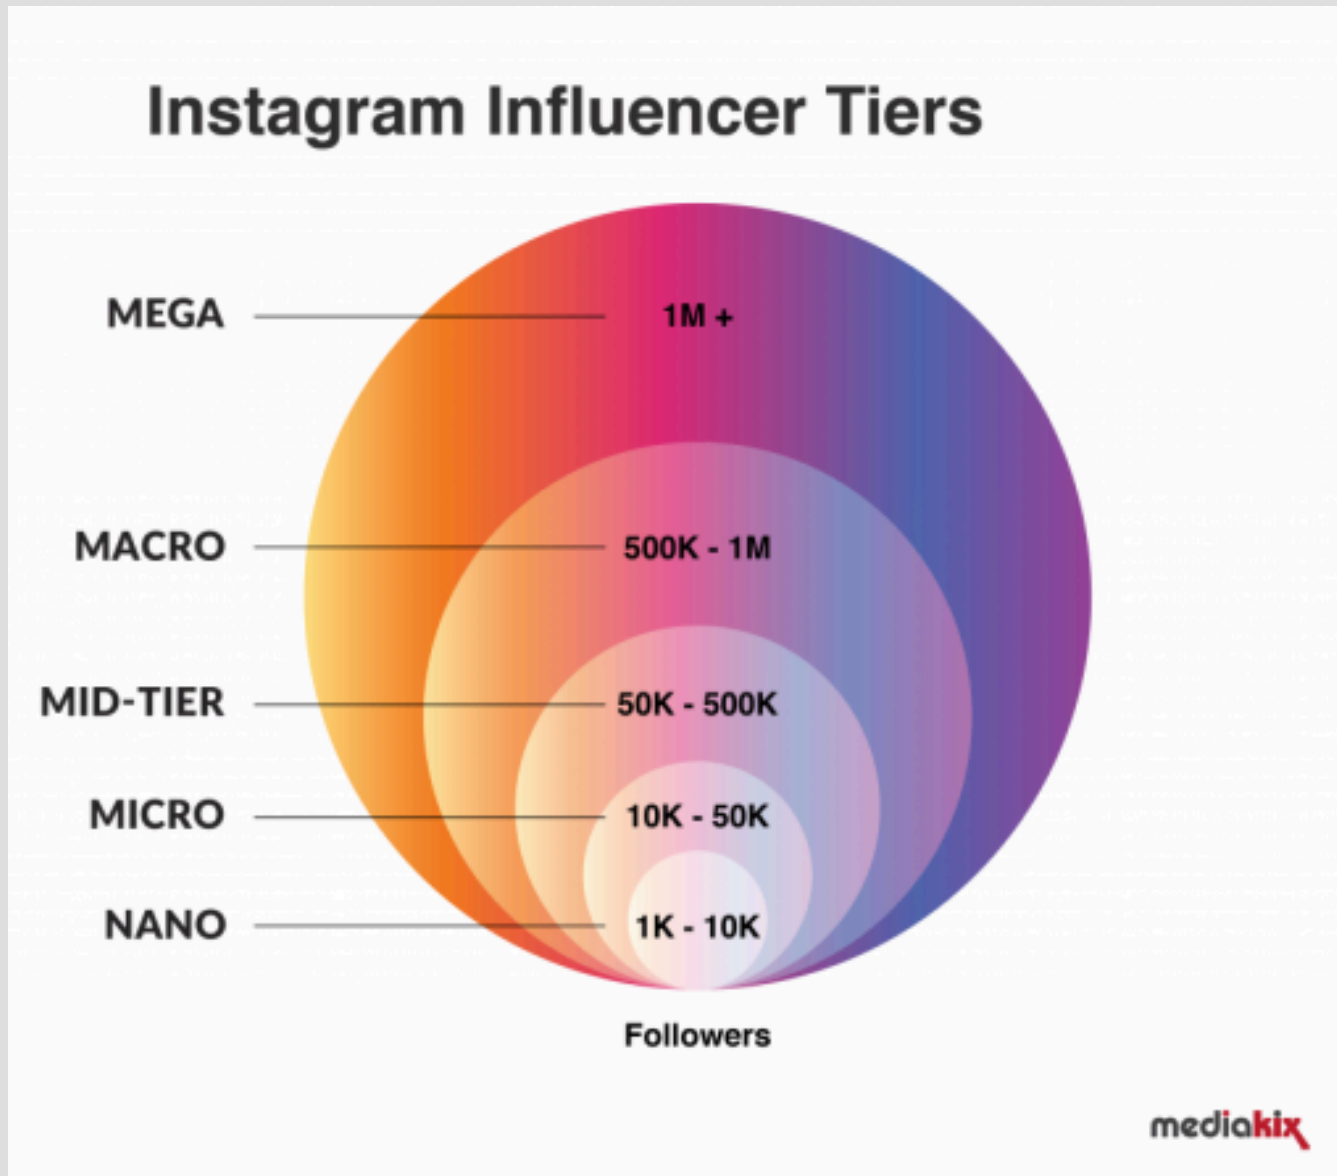 Instagram Influencer Tiers
MEGA
1M +
MACRO
500K - 1M
MID-TIER
50K - 500K
MICRO
10K - 50K
NANO
1K - 10K
Followers
mediakix